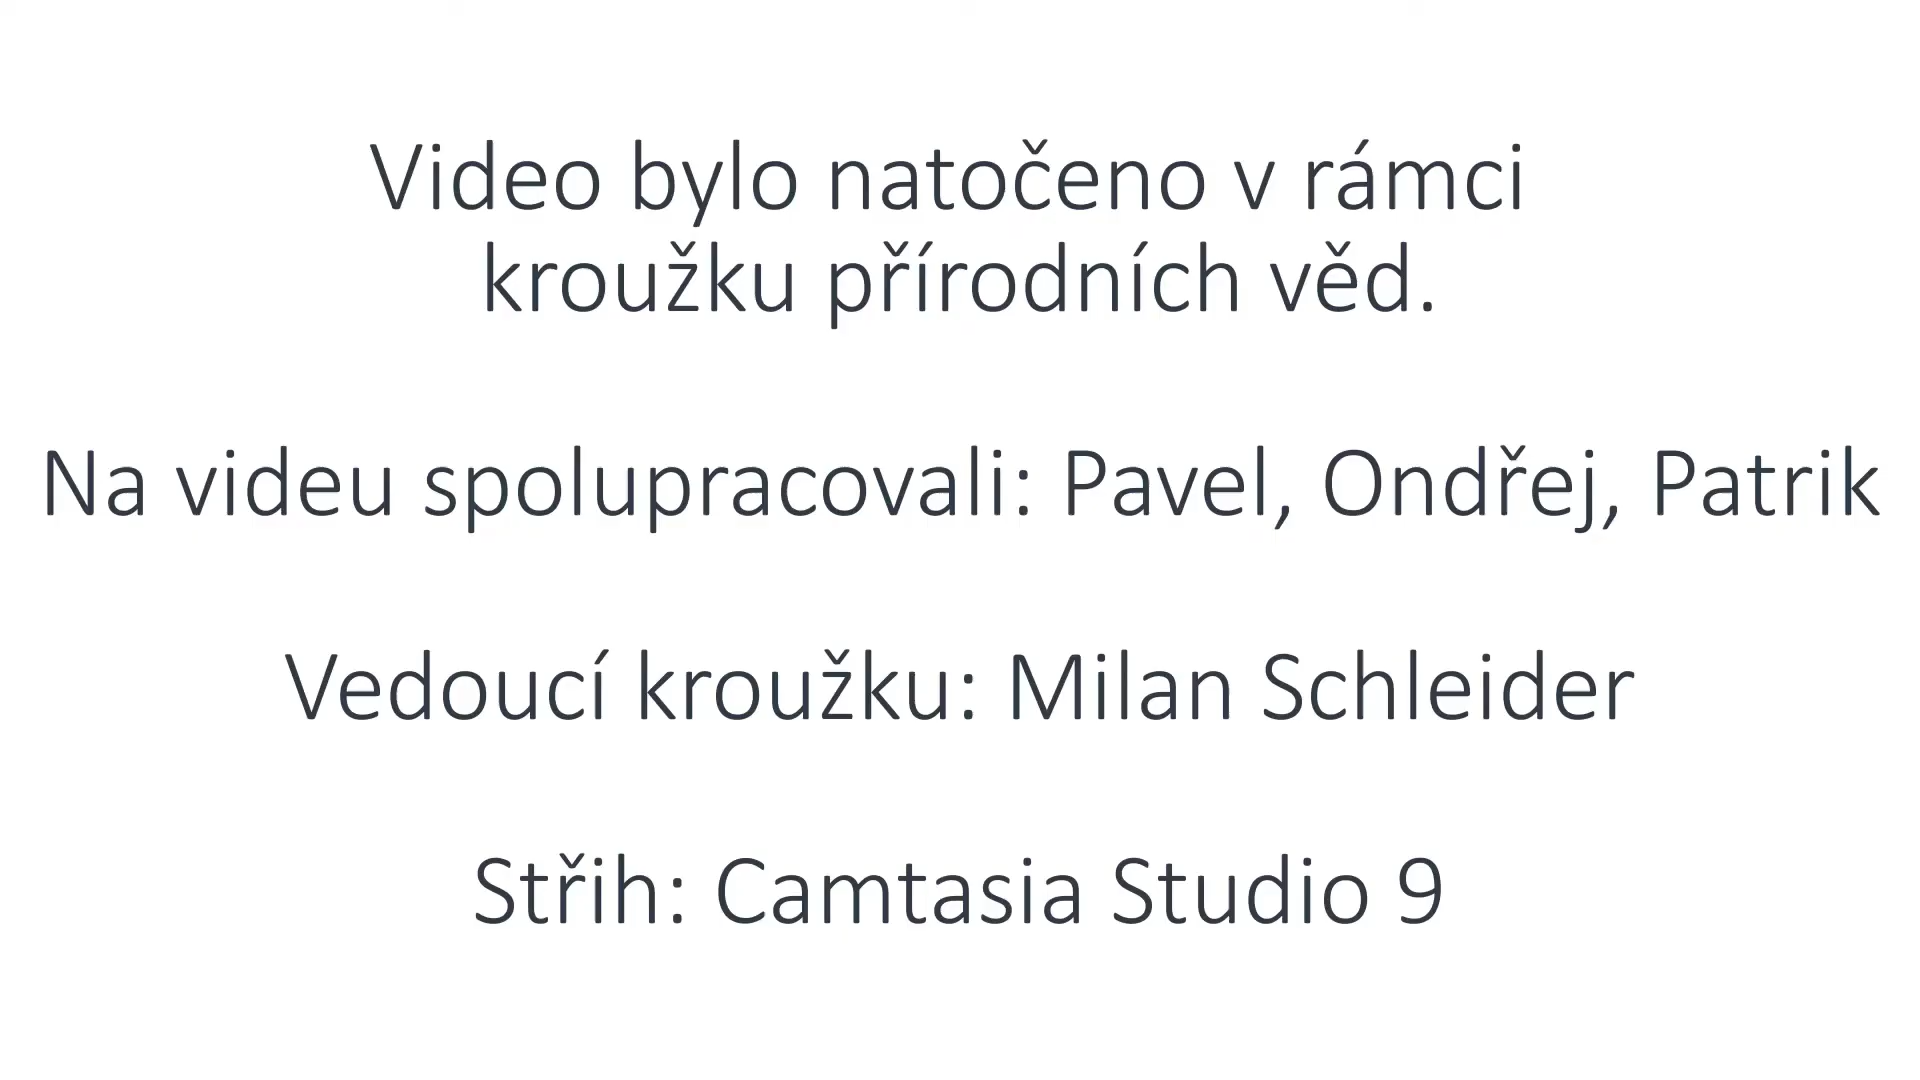 Video bylo natočeno v rámci
kroužku přírodních věd.
Na videu spolupracovali: Pavel, Ondřej, Patrik
Vedoucí kroužku: Milan Schleider
Střih: Camtasia Studio 9